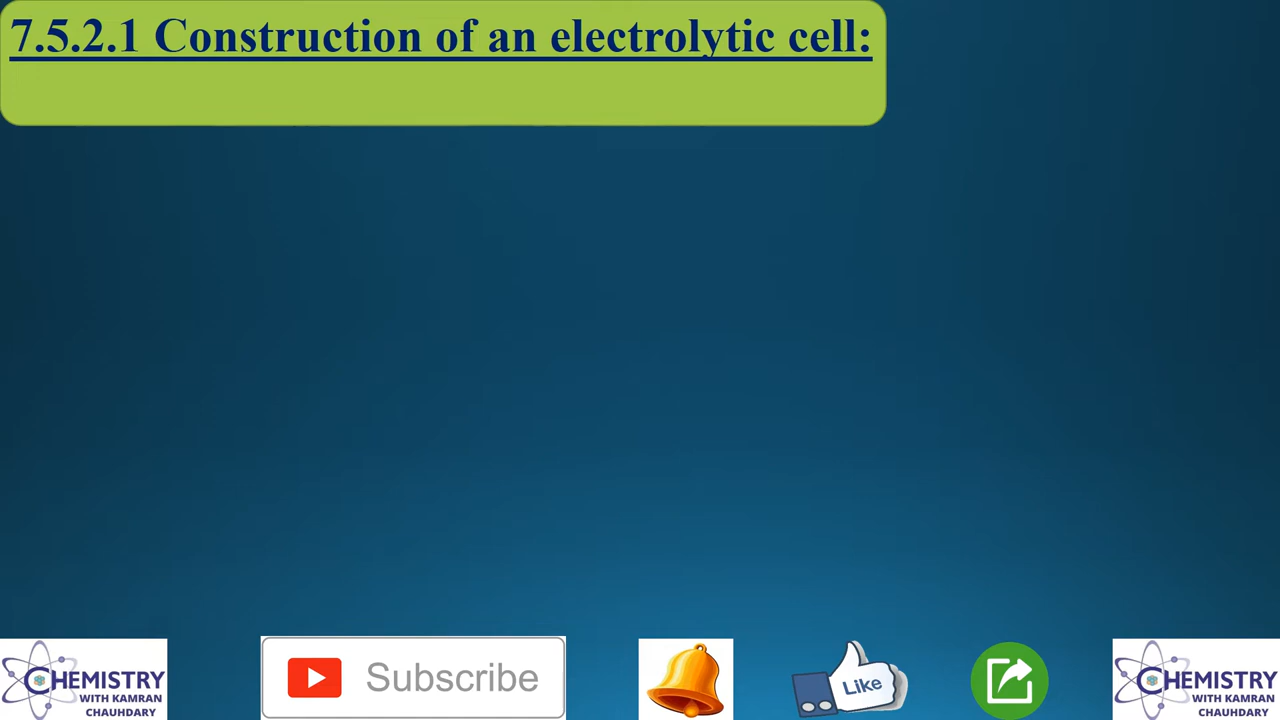 7.5.2.1 Construction of an electrolytic cell:
CHEMISTRY
WITH KAMRAN
CHAUHDARY
Subscribe
Like
CHEMISTRY
WITH KAMRAN
CHAUHDARY